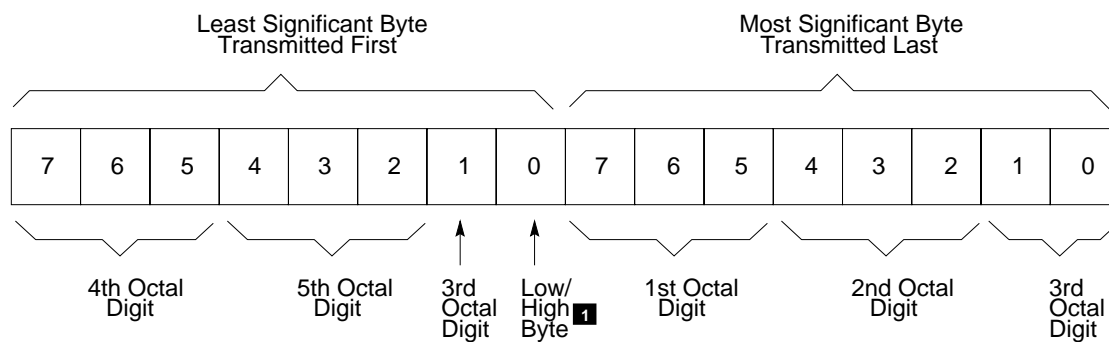 Least Significant Byte
Transmitted First
Most Significant Byte
Transmitted Last
7 6 5 4 3 2 1 0 7 6 5 4 3 2 1 0
4th Octal
Digit
5th Octal
Digit
3rd
Octal
Digit
Low/
High
Byte 1
1st Octal
Digit
2nd Octal
Digit
3rd
Octal
Digit